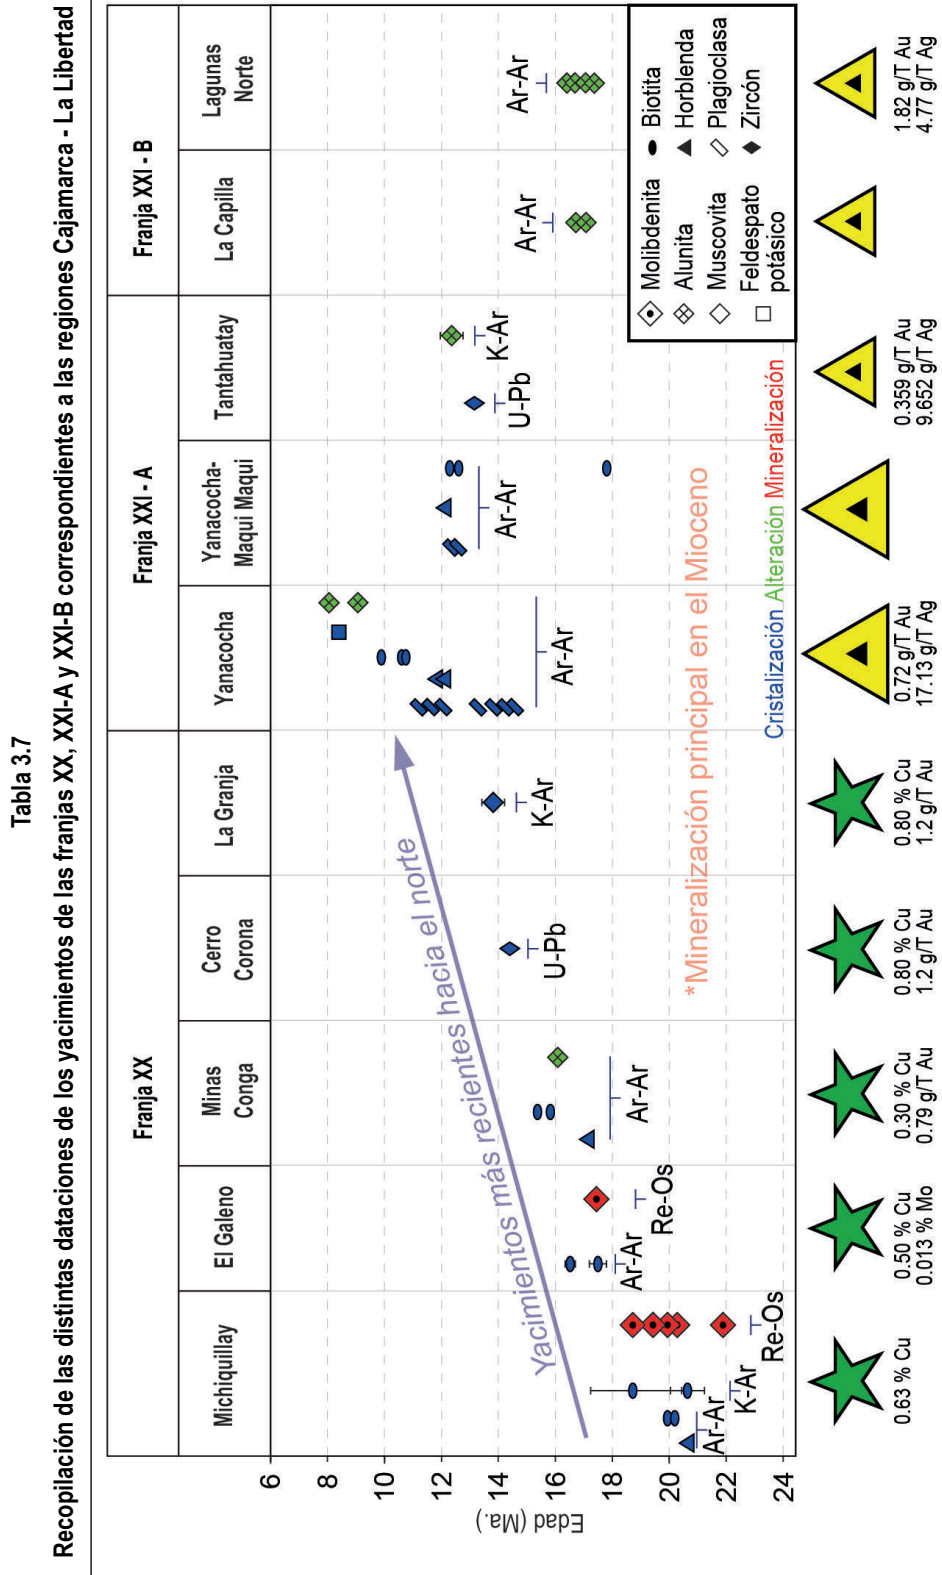 Tabla 3.7
Recopilación de las distintas dataciones de los yacimientos de las franjas XX, XXI-A y XXI-B correspondientes a las regiones Cajamarca - La Libertad
Franja XX
Franja XXI - A
Franja XXI - B
Michiquillay
El Galeno
Minas
Conga
Cerro
Corona
La Granja
Yanacocha
Yanacocha-
Maqui Maqui
Tantahuatay
La Capilla
Lagunas
Norte
Edad (Ma.)
6
8
10
12
14
16
18
20
22
24
Yacimientos más recientes hacia el norte
Ar-Ar
K-Ar
Re-Os
Ar-Ar
Re-Os
Ar-Ar
U-Pb
K-Ar
Ar-Ar
Ar-Ar
U-Pb
K-Ar
Ar-Ar
Ar-Ar
*Mineralización principal en el Mioceno
Cristalización Alteración Mineralización
Molibdenita
Alunita
Muscovita
Feldespato
potásico
Biotita
Horblenda
Plagioclasa
Zircón
0.63 % Cu
0.50 % Cu
0.013 % Mo
0.30 % Cu
0.79 g/T Au
0.80 % Cu
1.2 g/T Au
0.80 % Cu
1.2 g/T Au
0.72 g/T Au
17.13 g/T Ag
0.359 g/T Au
9.652 g/T Ag
1.82 g/T Au
4.77 g/T Ag